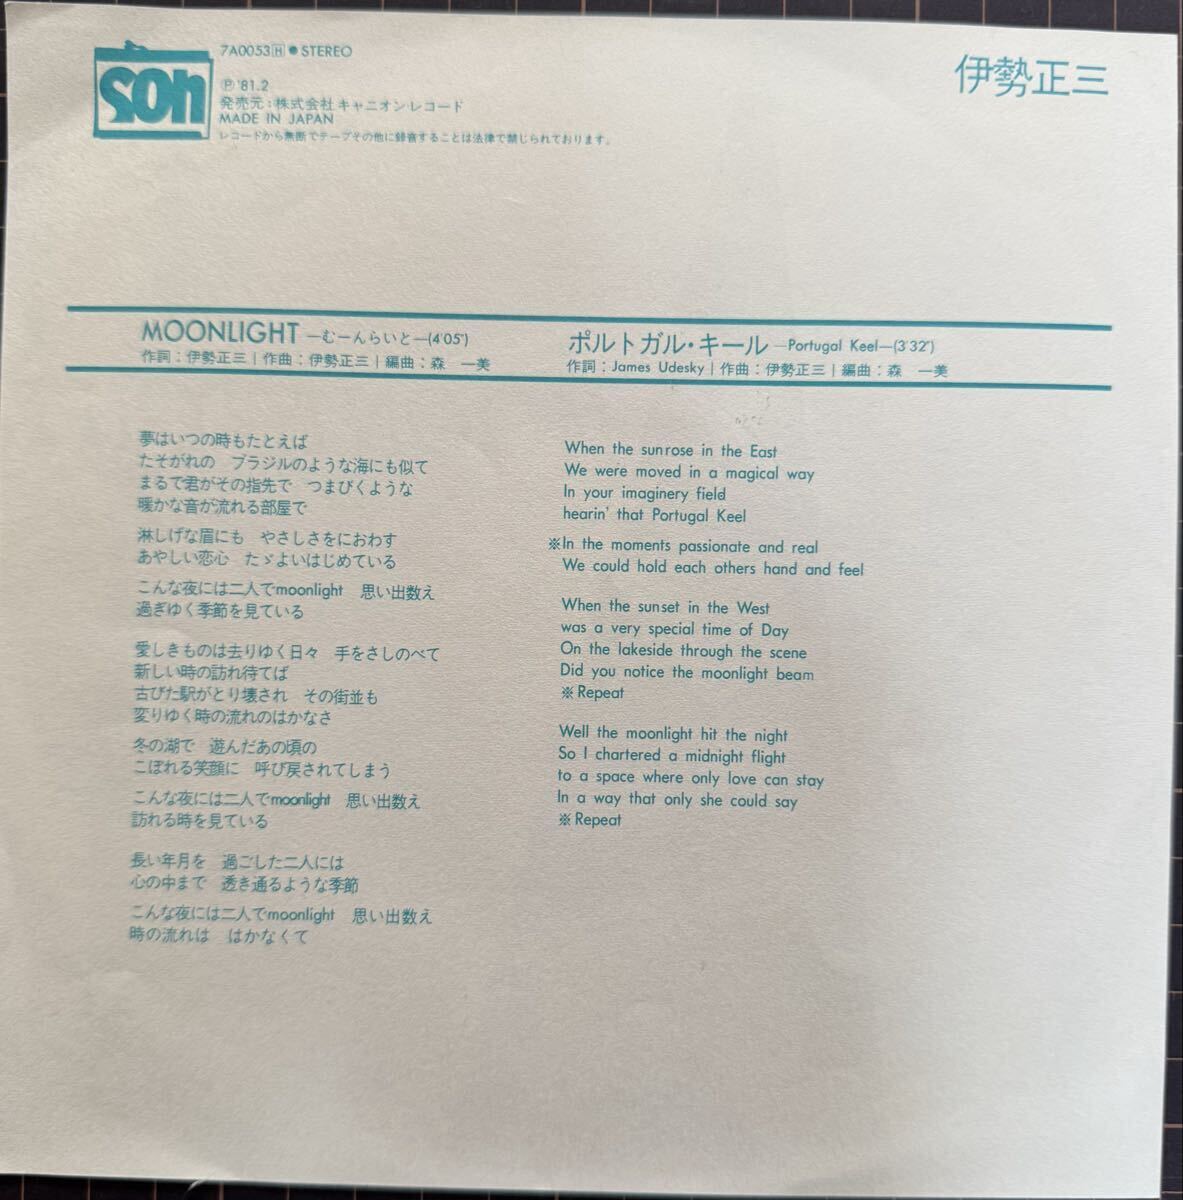 son
7A0053 H ● STEREO
Ⓟ '81.2
発売元：株式会社 キャニオン・レコード
MADE IN JAPAN
レコードから無断でテープその他に録音することは法律で禁じられております。
伊勢正三
MOONLIGHT —むーんらいと—(4'05")
作詞：伊勢正三 | 作曲：伊勢正三 | 編曲：森　一美
夢はいつの時もたとえば
たそがれの　ブラジルのような海にも似て
まるで君がその指先で　つまびくような
暖かな音が流れる部屋で
淋しげな眉にも　やさしさをにおわす
あやしい恋心　たゞよいはじめている
こんな夜には二人でmoonlight　思い出数え
過ぎゆく季節を見ている
愛しきものは去りゆく日々　手をさしのべて
新しい時の訪れ待てば
古びた駅がとり壊され　その街並も
変りゆく時の流れのはかなさ
冬の湖で　遊んだあの頃の
こぼれる笑顔に　呼び戻されてしまう
こんな夜には二人でmoonlight　思い出数え
訪れる時を見ている
長い年月を　過ごした二人には
心の中まで　透き通るような季節
こんな夜には二人でmoonlight　思い出数え
時の流れは　はかなくて
ポルトガル・キール —Portugal Keel—(3'32")
作詞：James Udesky | 作曲：伊勢正三 | 編曲：森　一美
When the sunrose in the East
We were moved in a magical way
In your imaginery field
hearin' that Portugal Keel
※In the moments passionate and real
We could hold each others hand and feel
When the sunset in the West
was a very special time of Day
On the lakeside through the scene
Did you notice the moonlight beam
※Repeat
Well the moonlight hit the night
So I chartered a midnight flight
to a space where only love can stay
In a way that only she could say
※Repeat